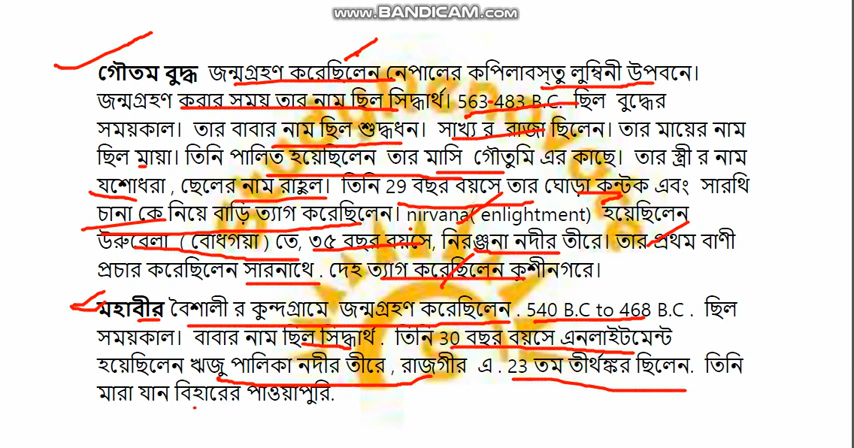 www.BANDICAM.com
গৌতম বুদ্ধ জন্মগ্রহণ করেছিলেন নেপালের কপিলাবস্তু লুম্বিনী উপবনে।
জন্মগ্রহণ করার সময় তার নাম ছিল সিদ্ধার্থ। 563-483 B.C. ছিল বুদ্ধের
সময়কাল। তার বাবার নাম ছিল শুদ্ধধন। সাখ্য র রাজা ছিলেন। তার মায়ের নাম
ছিল মায়া। তিনি পালিত হয়েছিলেন তার মাসি গৌতুমি এর কাছে। তার স্ত্রী র নাম
যশোধরা , ছেলের নাম রাহুল। তিনি 29 বছর বয়সে তার ঘোড়া কন্টক এবং সারথি
চানা কে নিয়ে বাড়ি ত্যাগ করেছিলেন। nirvana( enlightment) হয়েছিলেন
উরুবেলা ( বোধগয়া ) তে, ৩৫ বছর বয়সে, নিরঞ্জনা নদীর তীরে। তার প্রথম বাণী
প্রচার করেছিলেন সারনাথে . দেহ ত্যাগ করেছিলেন কুশীনগরে।
মহাবীর বৈশালী র কুন্দগ্রামে জন্মগ্রহণ করেছিলেন . 540 B.C to 468 B.C . ছিল
সময়কাল। বাবার নাম ছিল সিদ্ধার্থ . তিনি 30 বছর বয়সে এনলাইটমেন্ট
হয়েছিলেন ঋজু পালিকা নদীর তীরে , রাজগীর এ . 23 তম তীর্থঙ্কর ছিলেন. তিনি
মারা যান বিহারের পাওয়াপুরি.